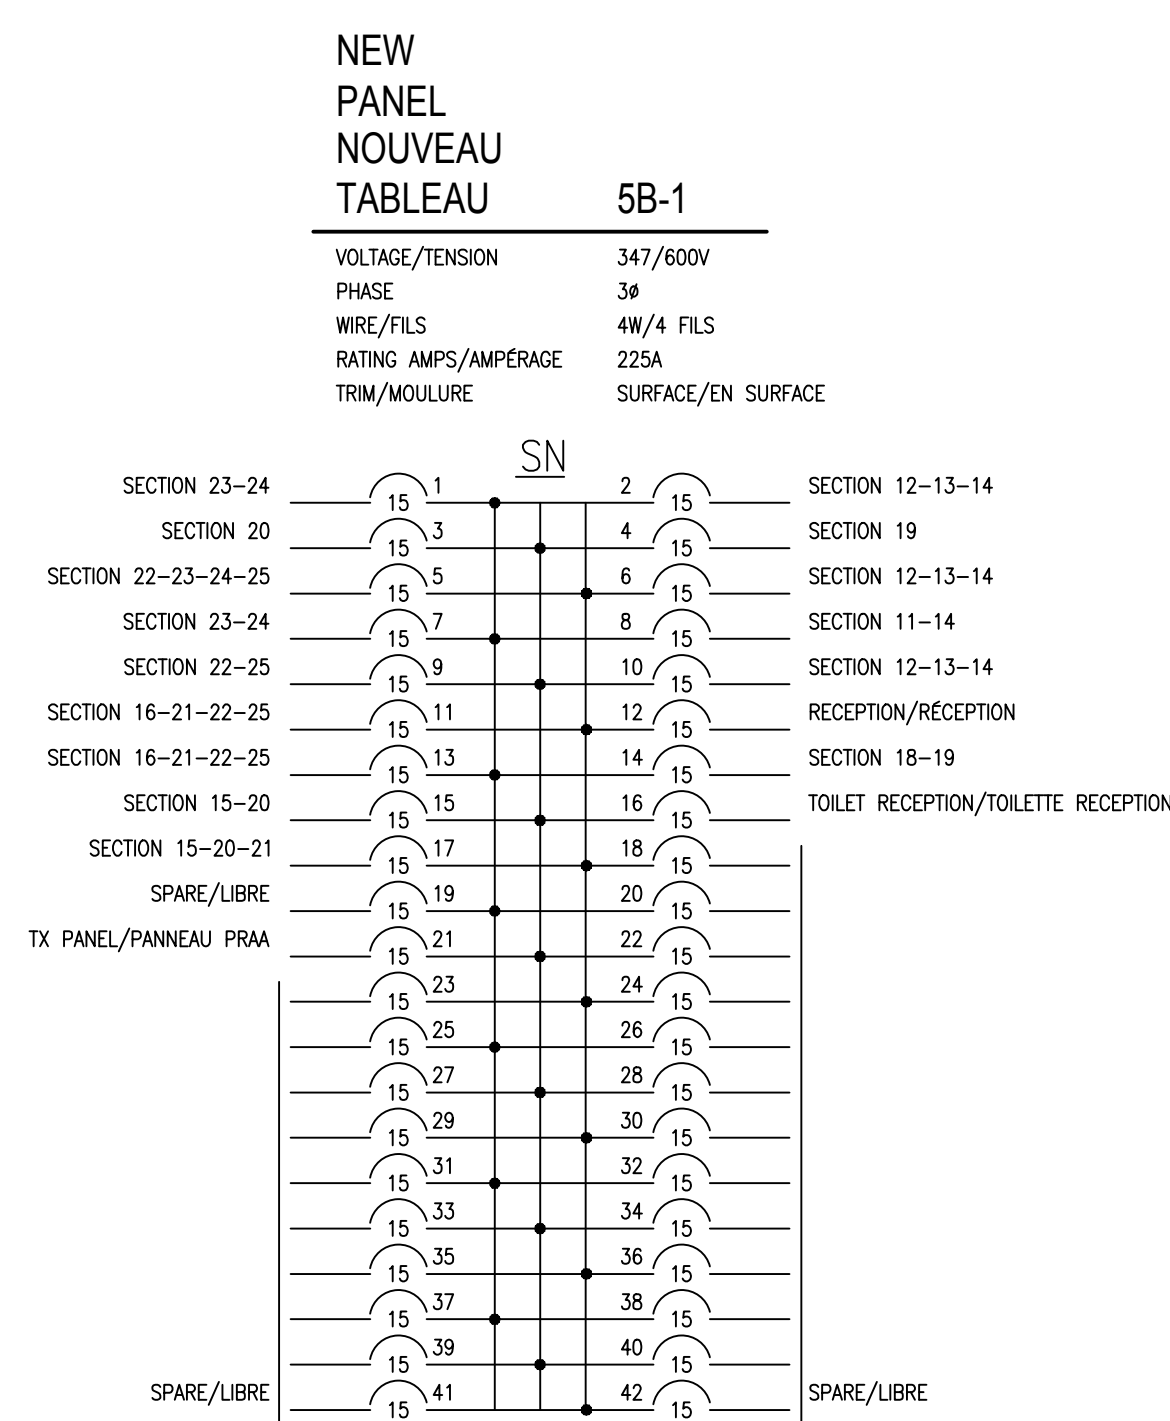 NEW
PANEL
NOUVEAU
TABLEAU 5B-1
VOLTAGE/TENSION 347/600V
PHASE 3ø
WIRE/FILS 4W/4 FILS
RATING AMPS/AMPÉRAGE 225A
TRIM/MOULURE SURFACE/EN SURFACE
SN
SECTION 23-24 15 1 2 15 SECTION 12-13-14
SECTION 20 15 3 4 15 SECTION 19
SECTION 22-23-24-25 15 5 6 15 SECTION 12-13-14
SECTION 23-24 15 7 8 15 SECTION 11-14
SECTION 22-25 15 9 10 15 SECTION 12-13-14
SECTION 16-21-22-25 15 11 12 15 RECEPTION/RÉCEPTION
SECTION 16-21-22-25 15 13 14 15 SECTION 18-19
SECTION 15-20 15 15 16 15 TOILET RECEPTION/TOILETTE RECEPTION
SECTION 15-20-21 15 17 18 15
SPARE/LIBRE 15 19 20 15
TX PANEL/PANNEAU PRAA 15 21 22 15
15 23 24 15
15 25 26 15
15 27 28 15
15 29 30 15
15 31 32 15
15 33 34 15
15 35 36 15
15 37 38 15
15 39 40 15
SPARE/LIBRE 15 41 42 15 SPARE/LIBRE